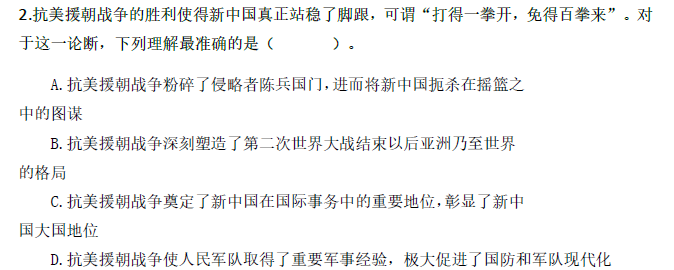 2.抗美援朝战争的胜利使得新中国真正站稳了脚跟，可谓“打得一拳开，免得百拳来”。对
于这一论断，下列理解最准确的是（　　）。
A.抗美援朝战争粉碎了侵略者陈兵国门，进而将新中国扼杀在摇篮之
中的图谋
B.抗美援朝战争深刻塑造了第二次世界大战结束以后亚洲乃至世界
的格局
C.抗美援朝战争奠定了新中国在国际事务中的重要地位，彰显了新中
国大国地位
D.抗美援朝战争使人民军队取得了重要军事经验，极大促进了国防和军队现代化